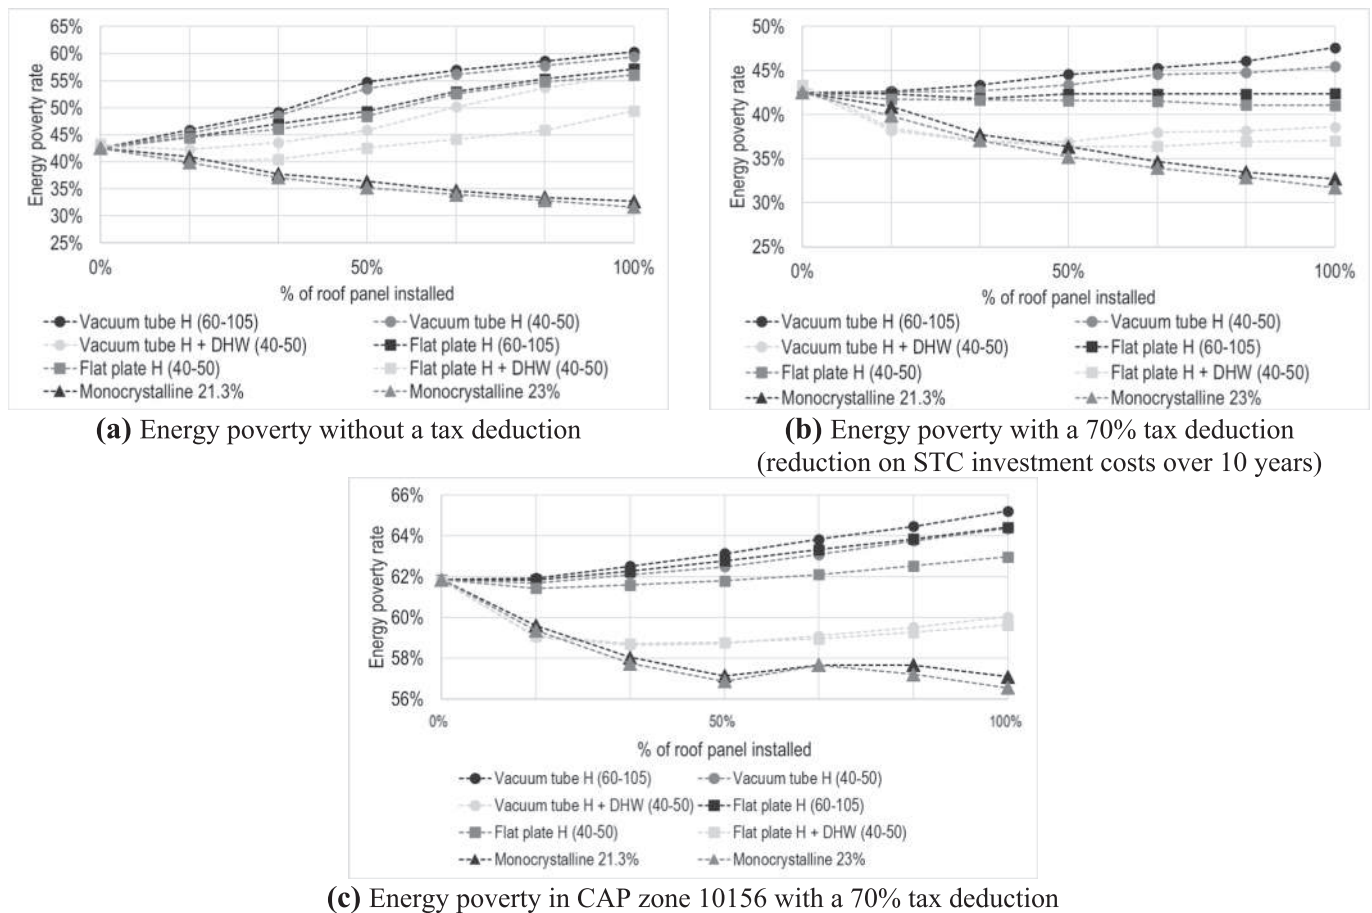 65%
60%
55%
50%
45%
40%
35%
30%
25%
Energy poverty rate
0% 50% 100%
% of roof panel installed
Vacuum tube H (60-105) Vacuum tube H (40-50)
Vacuum tube H + DHW (40-50) Flat plate H (60-105)
Flat plate H (40-50) Flat plate H + DHW (40-50)
Monocrystalline 21.3% Monocrystalline 23%
(a) Energy poverty without a tax deduction
50%
45%
40%
35%
30%
25%
Energy poverty rate
0% 50% 100%
% of roof panel installed
Vacuum tube H (60-105) Vacuum tube H (40-50)
Vacuum tube H + DHW (40-50) Flat plate H (60-105)
Flat plate H (40-50) Flat plate H + DHW (40-50)
Monocrystalline 21.3% Monocrystalline 23%
(b) Energy poverty with a 70% tax deduction
(reduction on STC investment costs over 10 years)
66%
64%
62%
60%
58%
56%
Energy poverty rate
0% 50% 100%
% of roof panel installed
Vacuum tube H (60-105) Vacuum tube H (40-50)
Vacuum tube H + DHW (40-50) Flat plate H (60-105)
Flat plate H (40-50) Flat plate H + DHW (40-50)
Monocrystalline 21.3% Monocrystalline 23%
(c) Energy poverty in CAP zone 10156 with a 70% tax deduction